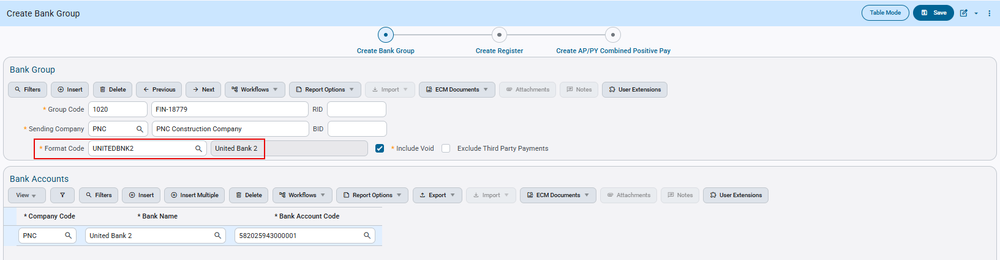 Create Bank Group
Table Mode Save
Create Bank Group Create Register Create AP/PY Combined Positive Pay
Bank Group
Filters Insert Delete Previous Next Workflows Report Options Import ECM Documents Attachments Notes User Extensions
* Group Code 1020 FIN-18779 RID
* Sending Company PNC PNC Construction Company BID
* Format Code UNITEDBNK2 United Bank 2 * Include Void Exclude Third Party Payments
Bank Accounts
View Filters Insert Insert Multiple Delete Workflows Report Options Export Import ECM Documents Attachments Notes User Extensions
* Company Code * Bank Name * Bank Account Code
PNC United Bank 2 582025943000001